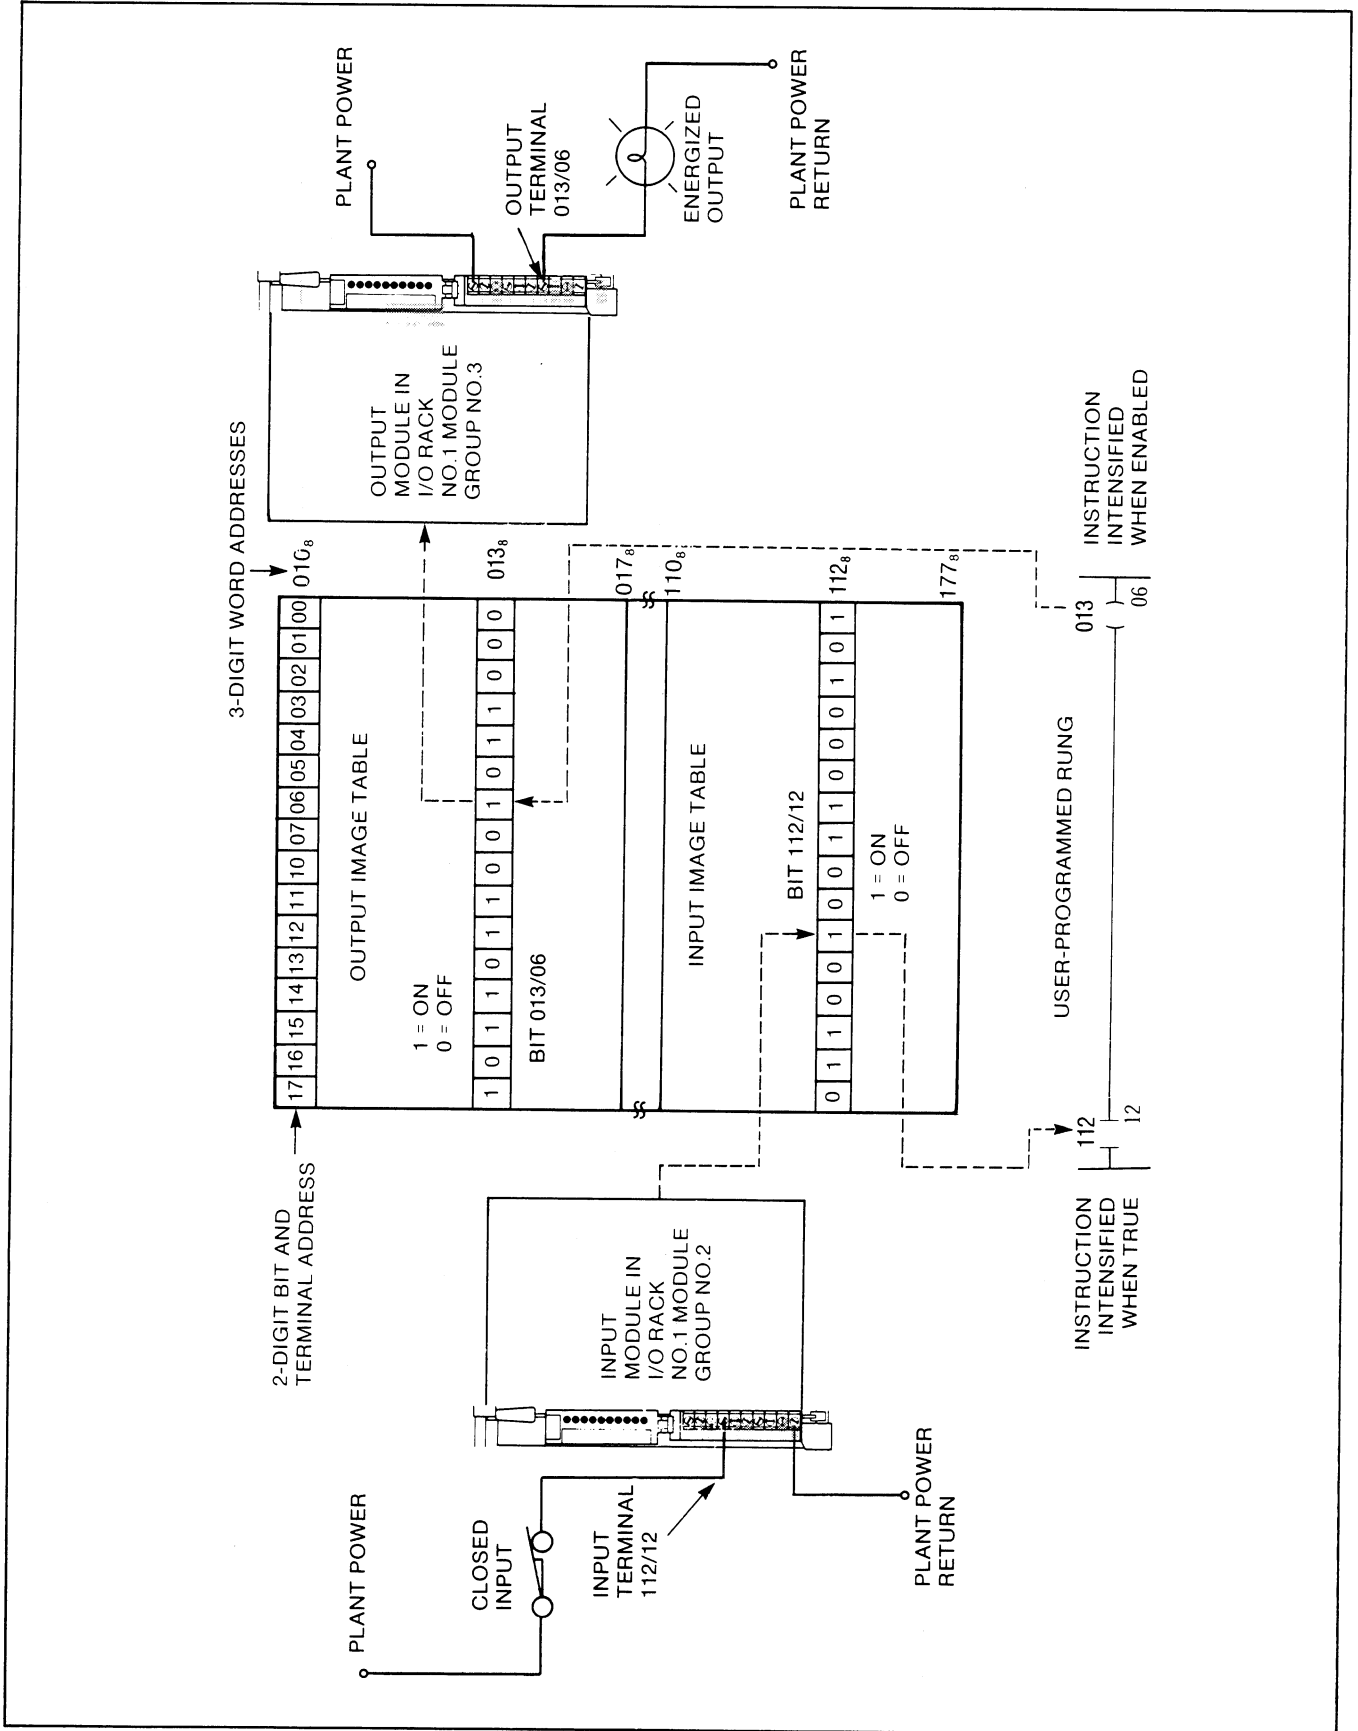 3-DIGIT WORD ADDRESSES
2-DIGIT BIT AND
TERMINAL ADDRESS
17 16 15 14 13 12 11 10 07 06 05 04 03 02 01 00
010₈
OUTPUT IMAGE TABLE
1 = ON
0 = OFF
1 0 1 1 0 1 1 0 0 1 0 1 1 0 0 0
013₈
BIT 013/06
017₈
110₈
INPUT IMAGE TABLE
BIT 112/12
0 1 1 0 0 1 0 0 1 1 0 0 0 1 0 1
112₈
1 = ON
0 = OFF
177₈
PLANT POWER
CLOSED
INPUT
INPUT
TERMINAL
112/12
PLANT POWER
RETURN
INPUT
MODULE IN
I/O RACK
NO.1 MODULE
GROUP NO.2
OUTPUT
MODULE IN
I/O RACK
NO.1 MODULE
GROUP NO.3
PLANT POWER
OUTPUT
TERMINAL
013/06
ENERGIZED
OUTPUT
PLANT POWER
RETURN
USER-PROGRAMMED RUNG
INSTRUCTION
INTENSIFIED
WHEN TRUE
112
12
013
06
INSTRUCTION
INTENSIFIED
WHEN ENABLED